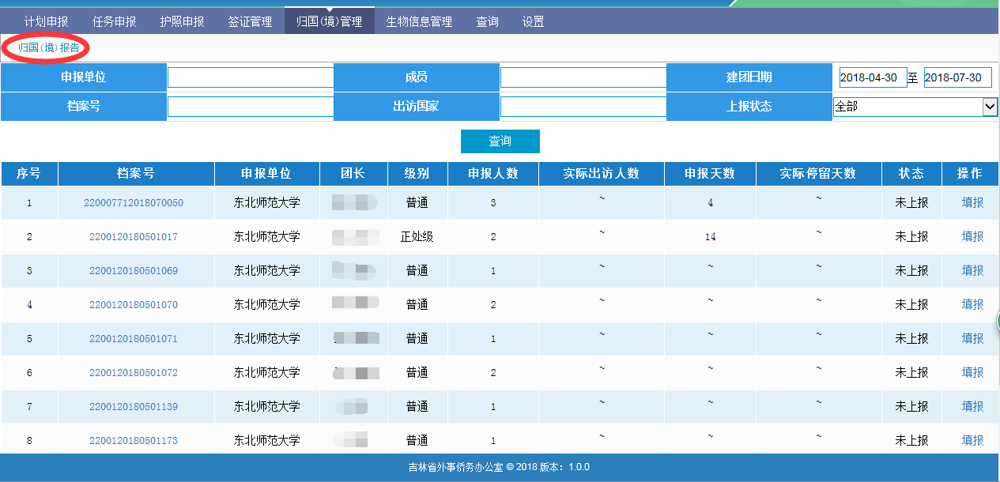 计划申报 任务申报 护照申报 签证管理 归国(境)管理 生物信息管理 查询 设置
归国(境)报告
申报单位 成员 建团日期 2018-04-30 至 2018-07-30
档案号 出访国家 上报状态 全部
查询
序号 档案号 申报单位 团长 级别 申报人数 实际出访人数 申报天数 实际停留天数 状态 操作
1 220007712018070050 东北师范大学 普通 3 ~ 4 ~ 未上报 填报
2 2200120180501017 东北师范大学 正处级 2 ~ 14 ~ 未上报 填报
3 2200120180501069 东北师范大学 普通 1 ~ ~ ~ 未上报 填报
4 2200120180501070 东北师范大学 普通 2 ~ ~ ~ 未上报 填报
5 2200120180501071 东北师范大学 普通 1 ~ ~ ~ 未上报 填报
6 2200120180501072 东北师范大学 普通 2 ~ ~ ~ 未上报 填报
7 2200120180501139 东北师范大学 普通 1 ~ ~ ~ 未上报 填报
8 2200120180501173 东北师范大学 普通 1 ~ ~ ~ 未上报 填报
吉林省外事侨务办公室 © 2018 版本：1.0.0